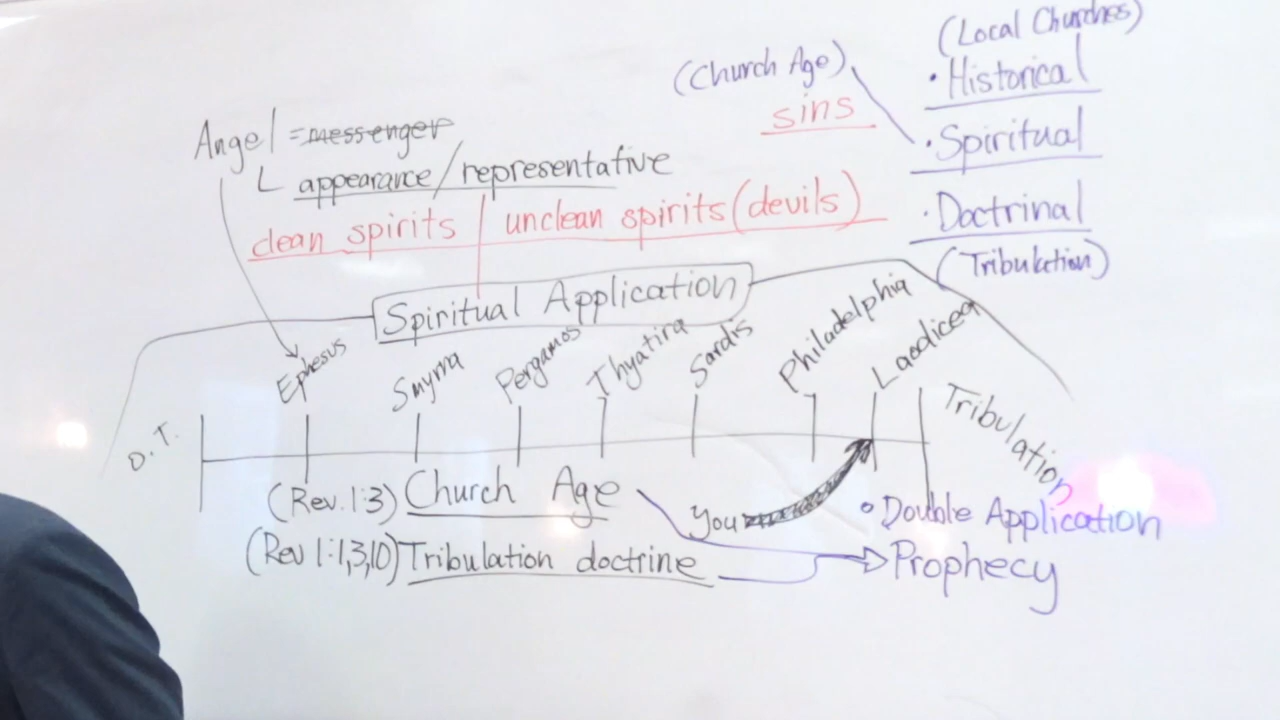 (Local Churches)
(Church Age)
• Historical
sins
Angel = messenger
• Spiritual
appearance/representative
clean spirits | unclean spirits (devils)
• Doctrinal
(Tribulation)
Spiritual Application
Ephesus
Smyrna
Pergamos
Thyatira
Sardis
Philadelphia
Laodicea
Tribulation
O.T.
(Rev. 1:3) Church Age
You
• Double Application
(Rev 1:1,3,10) Tribulation doctrine
Prophecy